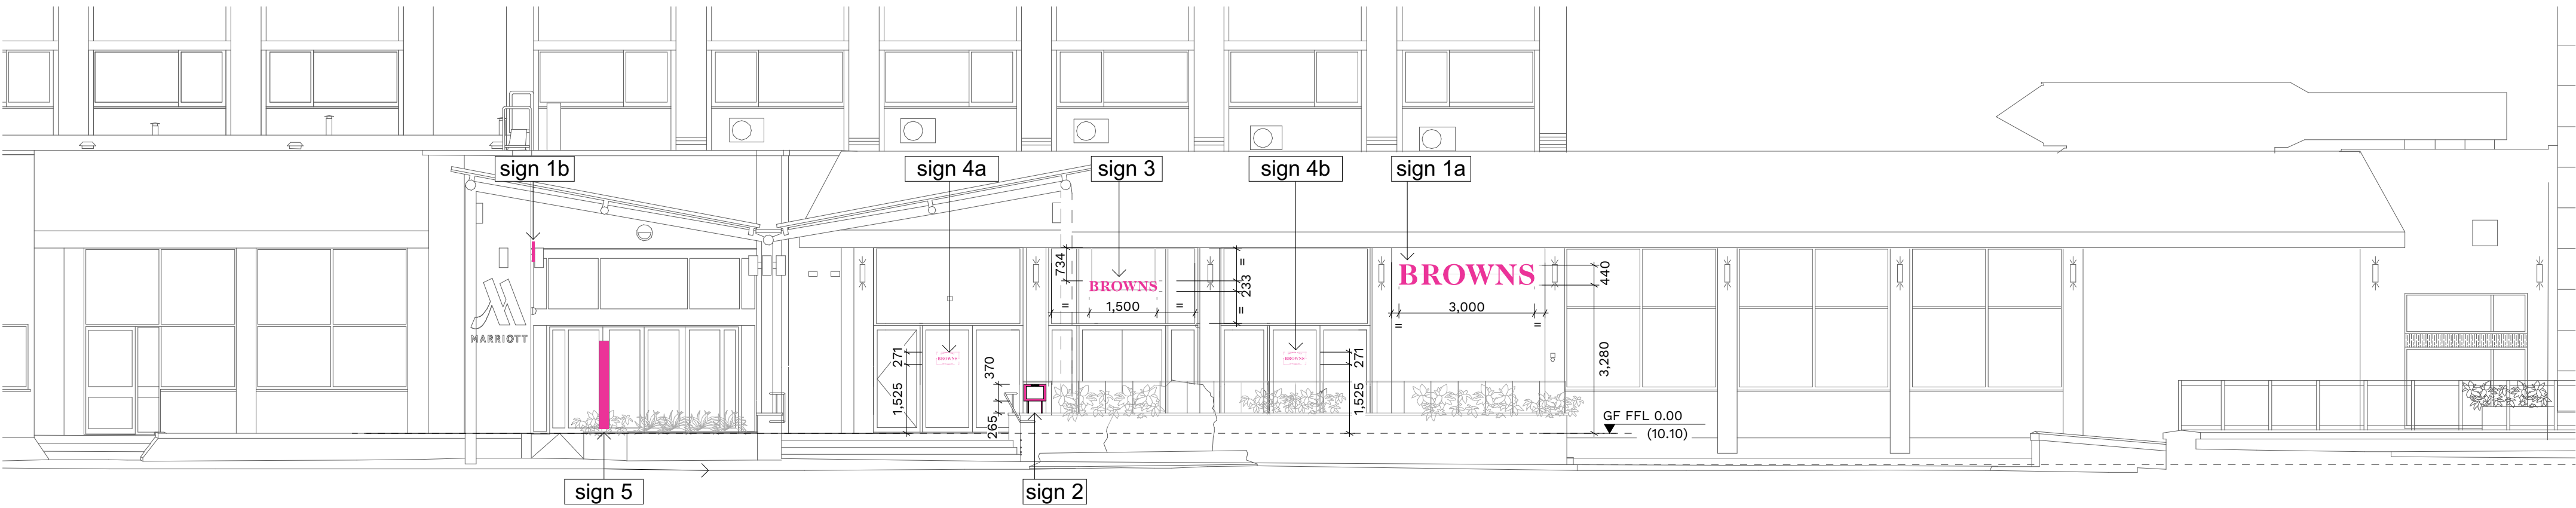 sign 1b
sign 4a
sign 3
sign 4b
sign 1a
MARRIOTT
734
BROWNS
1,500
=
=
=
233
=
BROWNS
440
3,000
=
=
3,280
271
1,525
BROWNS
370
265
BROWNS
271
1,525
GF FFL 0.00
(10.10)
sign 5
sign 2